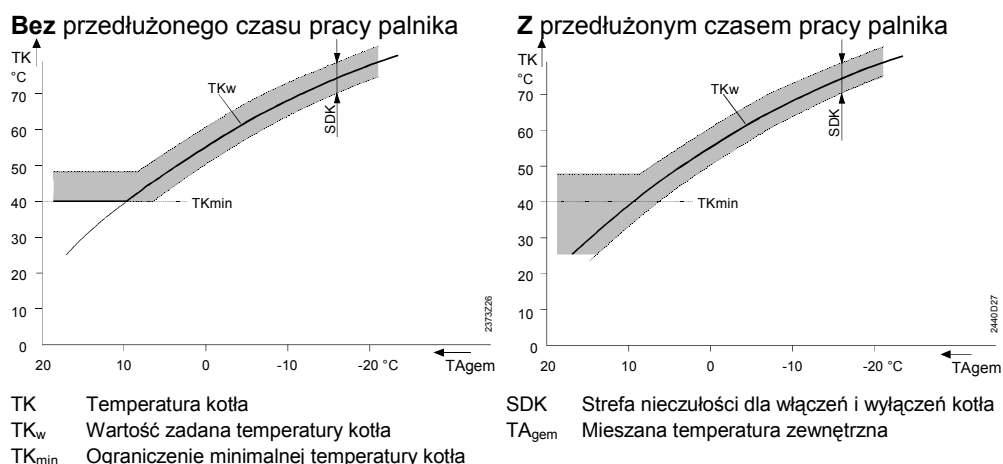 Bez przedłużonego czasu pracy palnika
TK
°C
70
60
50
40
30
20
10
0
20
10
0
-10
-20 °C
TAgem
TKw
SDK
TKmin
2373Z26
Z przedłużonym czasem pracy palnika
TK
°C
70
60
50
40
30
20
10
0
20
10
0
-10
-20 °C
TAgem
TKw
SDK
TKmin
2440D27
TK Temperatura kotła
TKw Wartość zadana temperatury kotła
TKmin Ograniczenie minimalnej temperatury kotła
SDK Strefa nieczułości dla włączeń i wyłączeń kotła
TAgem Mieszana temperatura zewnętrzna